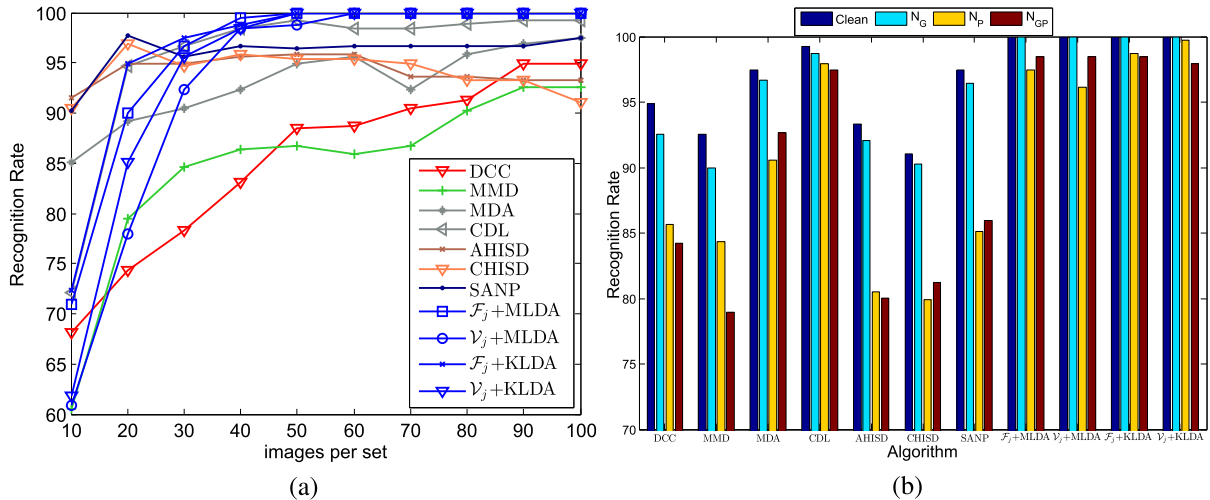 100
95
90
85
80
75
70
65
60
10 20 30 40 50 60 70 80 90 100
Recognition Rate
images per set
DCC
MMD
MDA
CDL
AHISD
CHISD
SANP
𝓕ⱼ+MLDA
𝓥ⱼ+MLDA
𝓕ⱼ+KLDA
𝓥ⱼ+KLDA
(a)
Clean N_G N_P N_GP
100
95
90
85
80
75
70
Recognition Rate
DCC MMD MDA CDL AHISD CHISD SANP 𝓕ⱼ+MLDA 𝓥ⱼ+MLDA 𝓕ⱼ+KLDA 𝓥ⱼ+KLDA
Algorithm
(b)